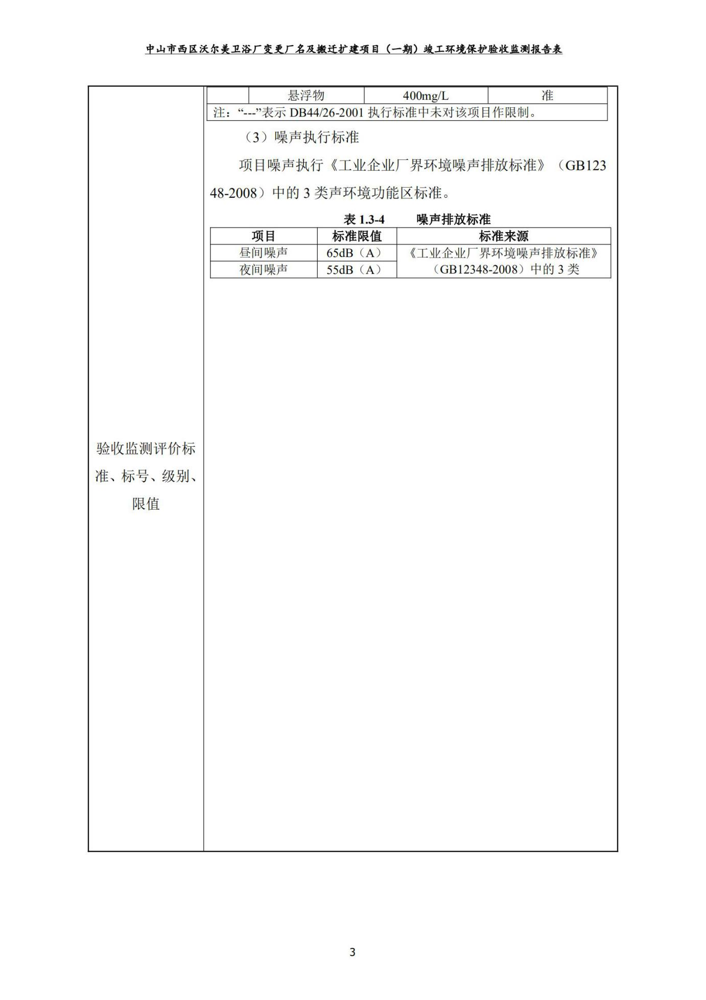 中山市西区沃尔美卫浴厂变更厂名及搬迁扩建项目（一期）竣工环境保护验收监测报告表
悬浮物 400mg/L 准
注：“---”表示 DB44/26-2001 执行标准中未对该项目作限制。
（3）噪声执行标准
项目噪声执行《工业企业厂界环境噪声排放标准》（GB123
48-2008）中的 3 类声环境功能区标准。
表 1.3-4 噪声排放标准
项目 标准限值 标准来源
昼间噪声 65dB（A） 《工业企业厂界环境噪声排放标准》
夜间噪声 55dB（A） （GB12348-2008）中的 3 类
验收监测评价标
准、标号、级别、
限值
3